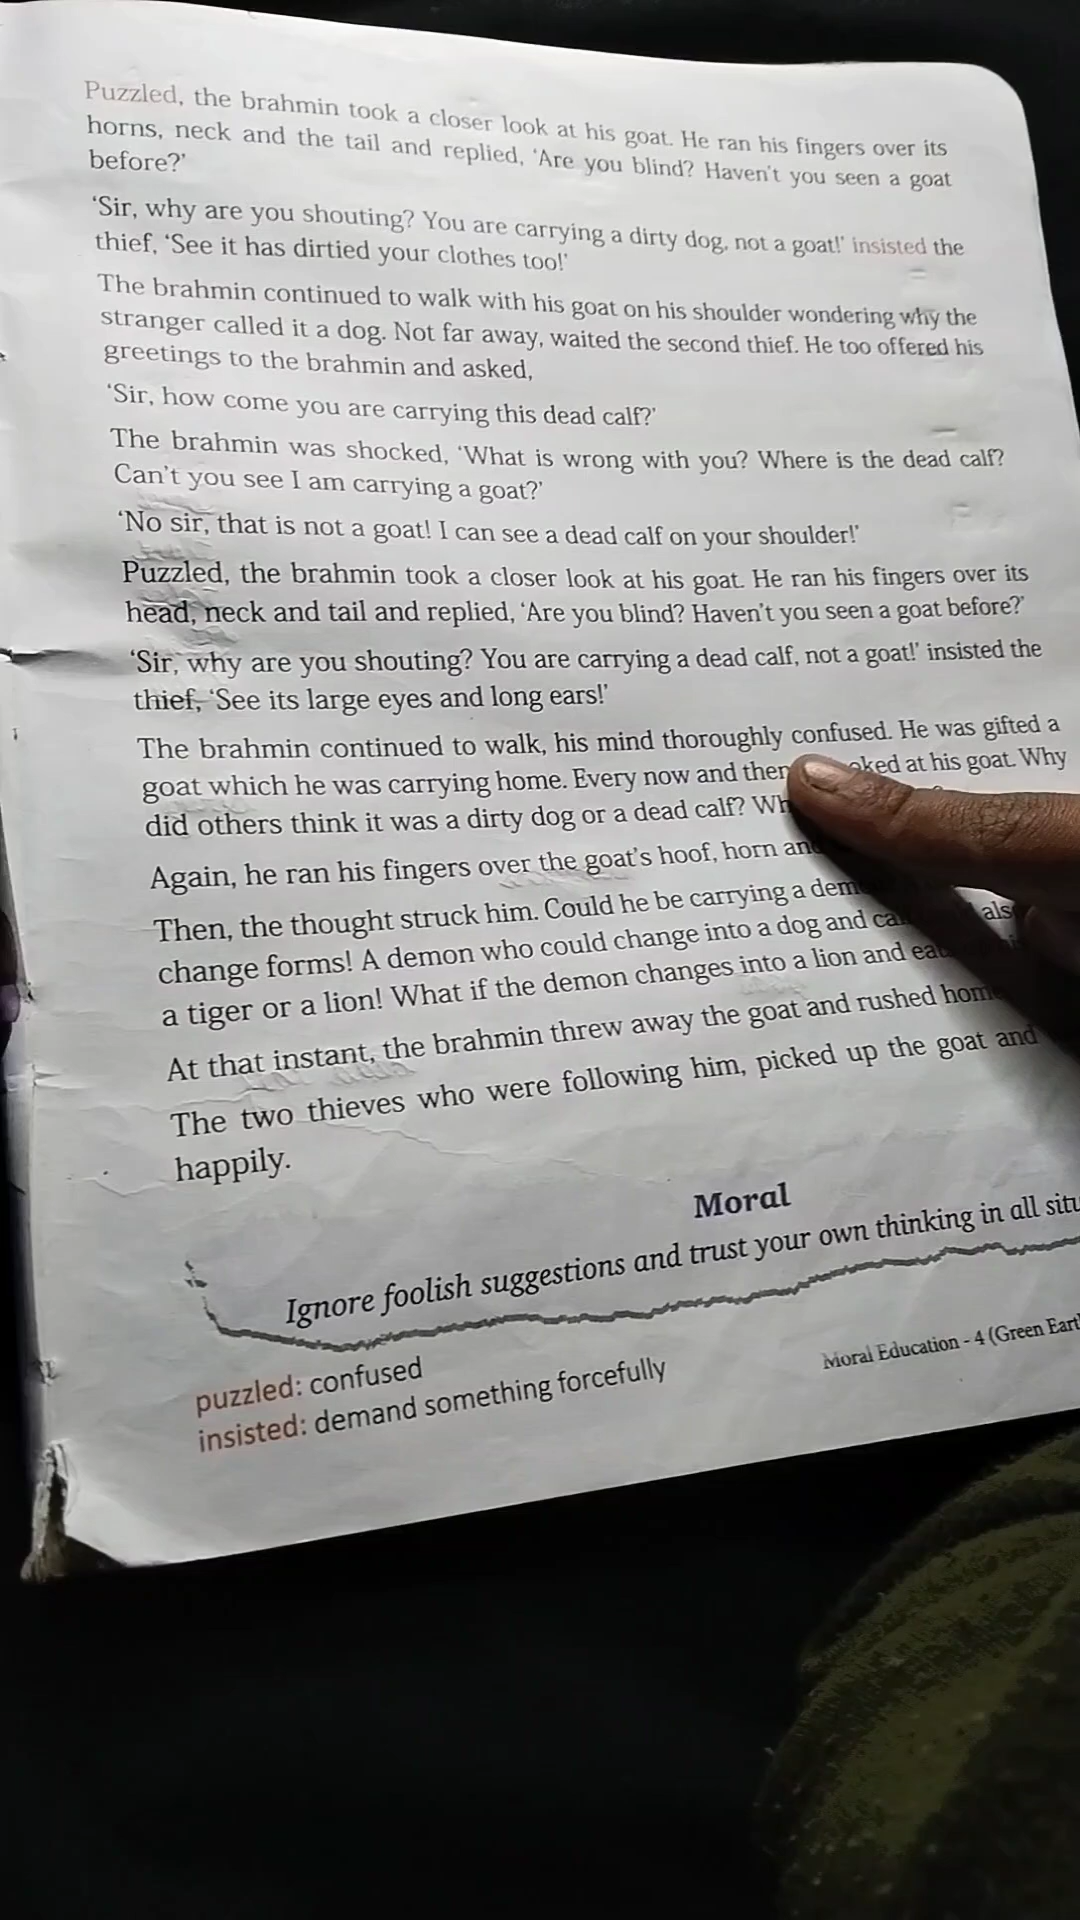 Puzzled, the brahmin took a closer look at his goat. He ran his fingers over its
horns, neck and the tail and replied, ‘Are you blind? Haven't you seen a goat
before?’
‘Sir, why are you shouting? You are carrying a dirty dog, not a goat!’ insisted the
thief, ‘See it has dirtied your clothes too!’
The brahmin continued to walk with his goat on his shoulder wondering why the
stranger called it a dog. Not far away, waited the second thief. He too offered his
greetings to the brahmin and asked,
‘Sir, how come you are carrying this dead calf?’
The brahmin was shocked, ‘What is wrong with you? Where is the dead calf?
Can't you see I am carrying a goat?’
‘No sir, that is not a goat! I can see a dead calf on your shoulder!’
Puzzled, the brahmin took a closer look at his goat. He ran his fingers over its
head, neck and tail and replied, ‘Are you blind? Haven't you seen a goat before?’
‘Sir, why are you shouting? You are carrying a dead calf, not a goat!’ insisted the
thief, ‘See its large eyes and long ears!’
The brahmin continued to walk, his mind thoroughly confused. He was gifted a
goat which he was carrying home. Every now and then at his goat. Why
did others think it was a dirty dog or a dead calf?
Again, he ran his fingers over the goat's hoof, horn
Then, the thought struck him. Could he be carrying a
change forms! A demon who could change into a dog and
a tiger or a lion! What if the demon changes into a lion and
At that instant, the brahmin threw away the goat and rushed
The two thieves who were following him, picked up the goat and
happily.
Moral
Ignore foolish suggestions and trust your own thinking in all
Moral Education - 4 (Green
puzzled: confused
insisted: demand something forcefully